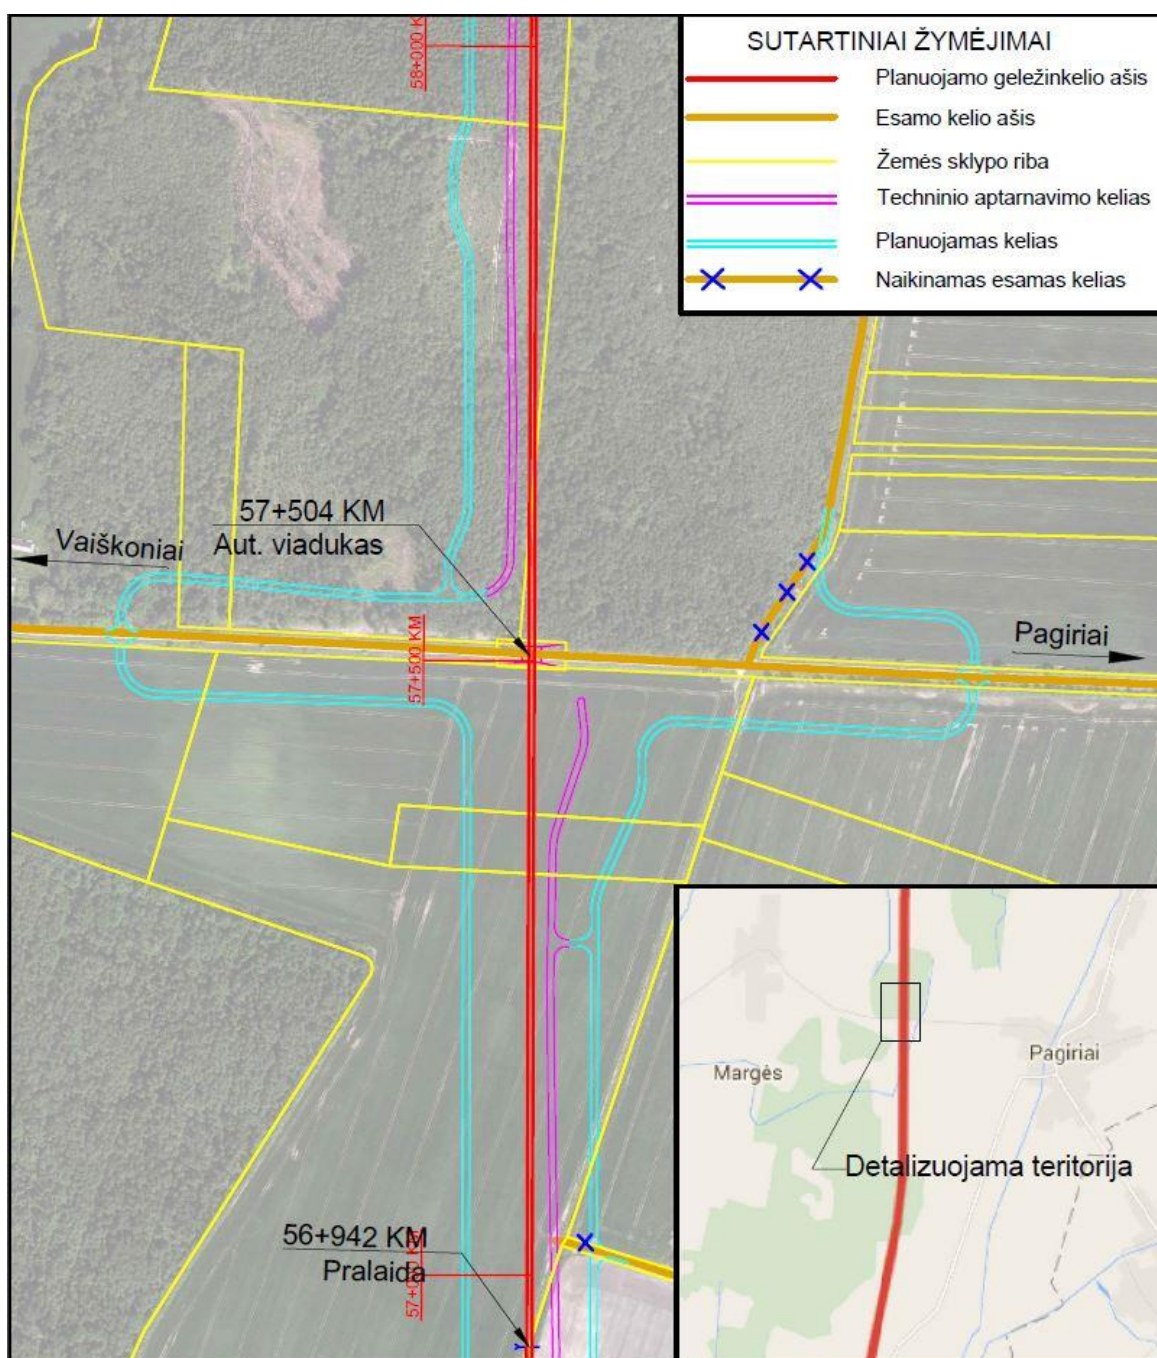 SUTARTINIAI ŽYMĖJIMAI
Planuojamo geležinkelio ašis
Esamo kelio ašis
Žemės sklypo riba
Techninio aptarnavimo kelias
Planuojamas kelias
Naikinamas esamas kelias
58+000
57+504 KM
Aut. viadukas
Vaiškoniai
Pagiriai
57+500 KM
56+942 KM
Pralaida
Margės
Pagiriai
Detalizuojama teritorija